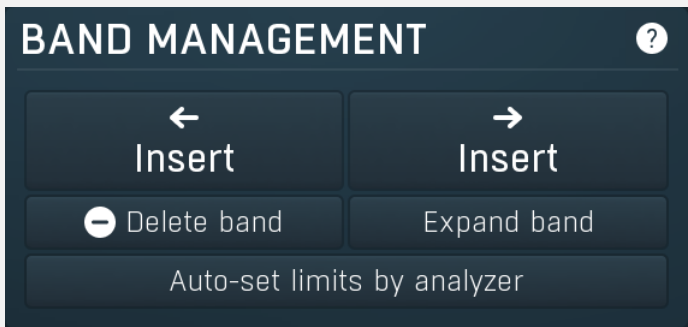 BAND MANAGEMENT ?
← →
Insert Insert
Delete band Expand band
Auto-set limits by analyzer